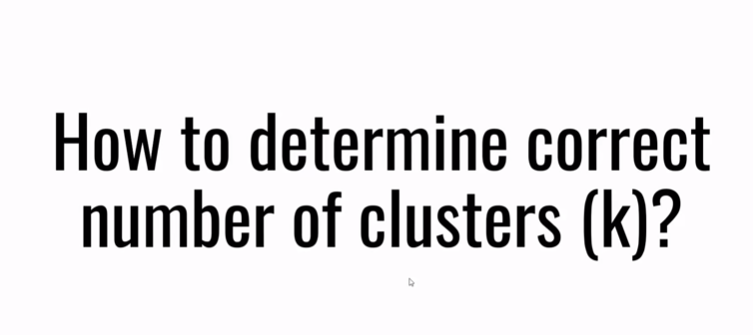 How to determine correct
number of clusters (k)?